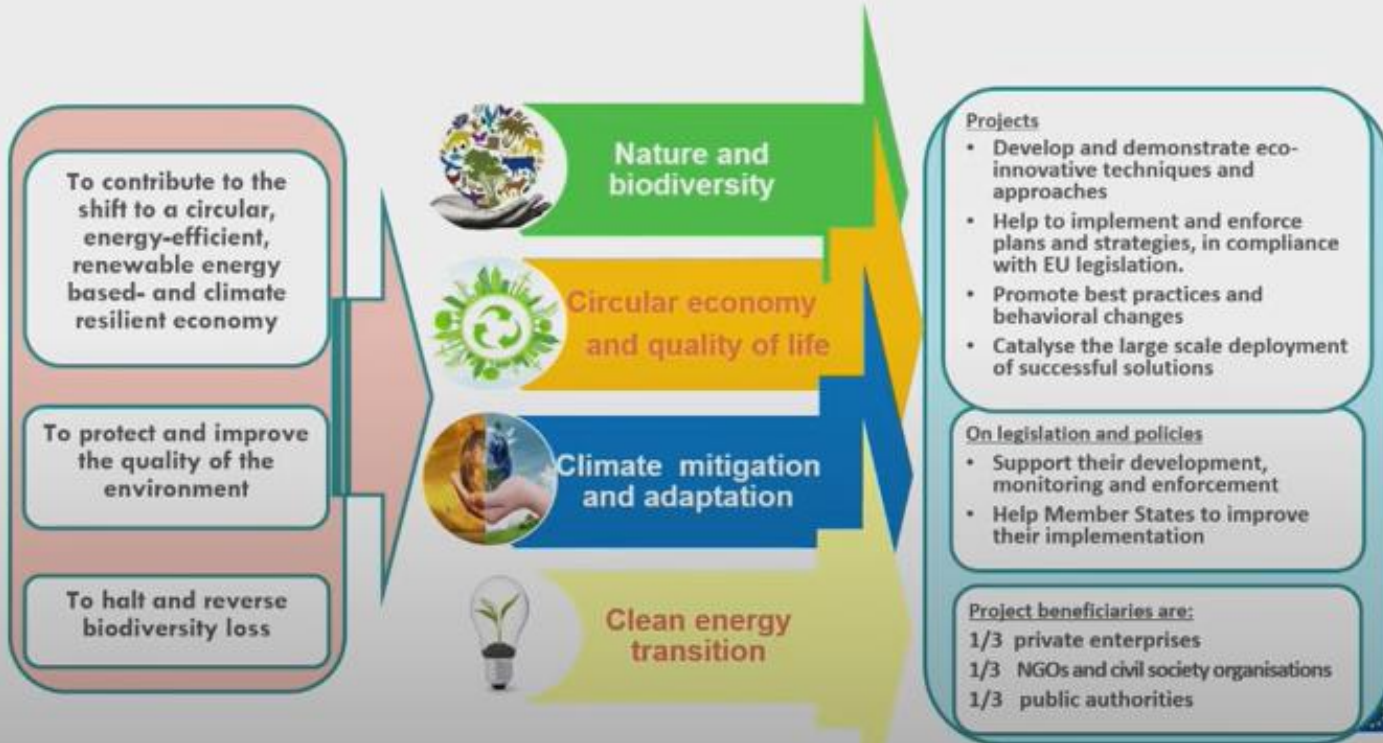 To contribute to the
shift to a circular,
energy-efficient,
renewable energy
based- and climate
resilient economy
To protect and improve
the quality of the
environment
To halt and reverse
biodiversity loss
Nature and
biodiversity
Circular economy
and quality of life
Climate mitigation
and adaptation
Clean energy
transition
Projects
• Develop and demonstrate eco-
innovative techniques and
approaches
• Help to implement and enforce
plans and strategies, in compliance
with EU legislation.
• Promote best practices and
behavioral changes
• Catalyse the large scale deployment
of successful solutions
On legislation and policies
• Support their development,
monitoring and enforcement
• Help Member States to improve
their implementation
Project beneficiaries are:
1/3 private enterprises
1/3 NGOs and civil society organisations
1/3 public authorities